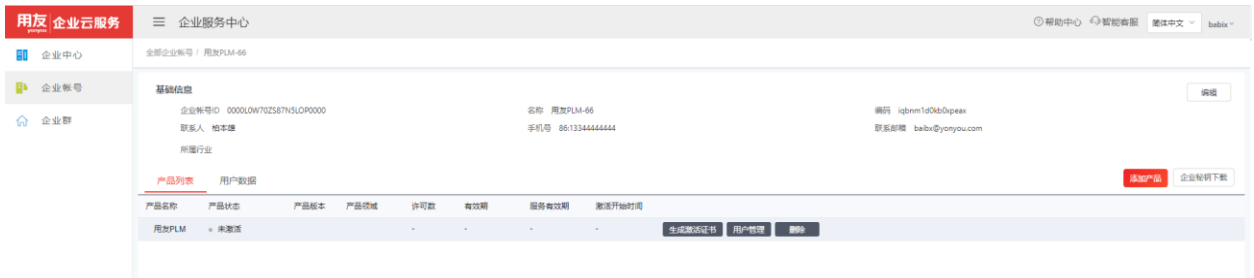 用友 企业云服务 企业服务中心 帮助中心 智能客服 简体中文 babix
yonyou
企业中心 全部企业帐号 / 用友PLM-66
企业帐号
企业群
基础信息 编辑
企业帐号ID 0000L0W70ZS87N5LOP0000 名称 用友PLM-66 编码 iqbnm1d0kb0xpeax
联系人 柏本雄 手机号 86:13344444444 联系邮箱 baibx@yonyou.com
所属行业
产品列表 用户数据 添加产品 企业秘钥下载
产品名称 产品状态 产品版本 产品领域 许可数 有效期 服务有效期 激活开始时间
用友PLM 未激活 - - - - 生成激活证书 用户管理 删除